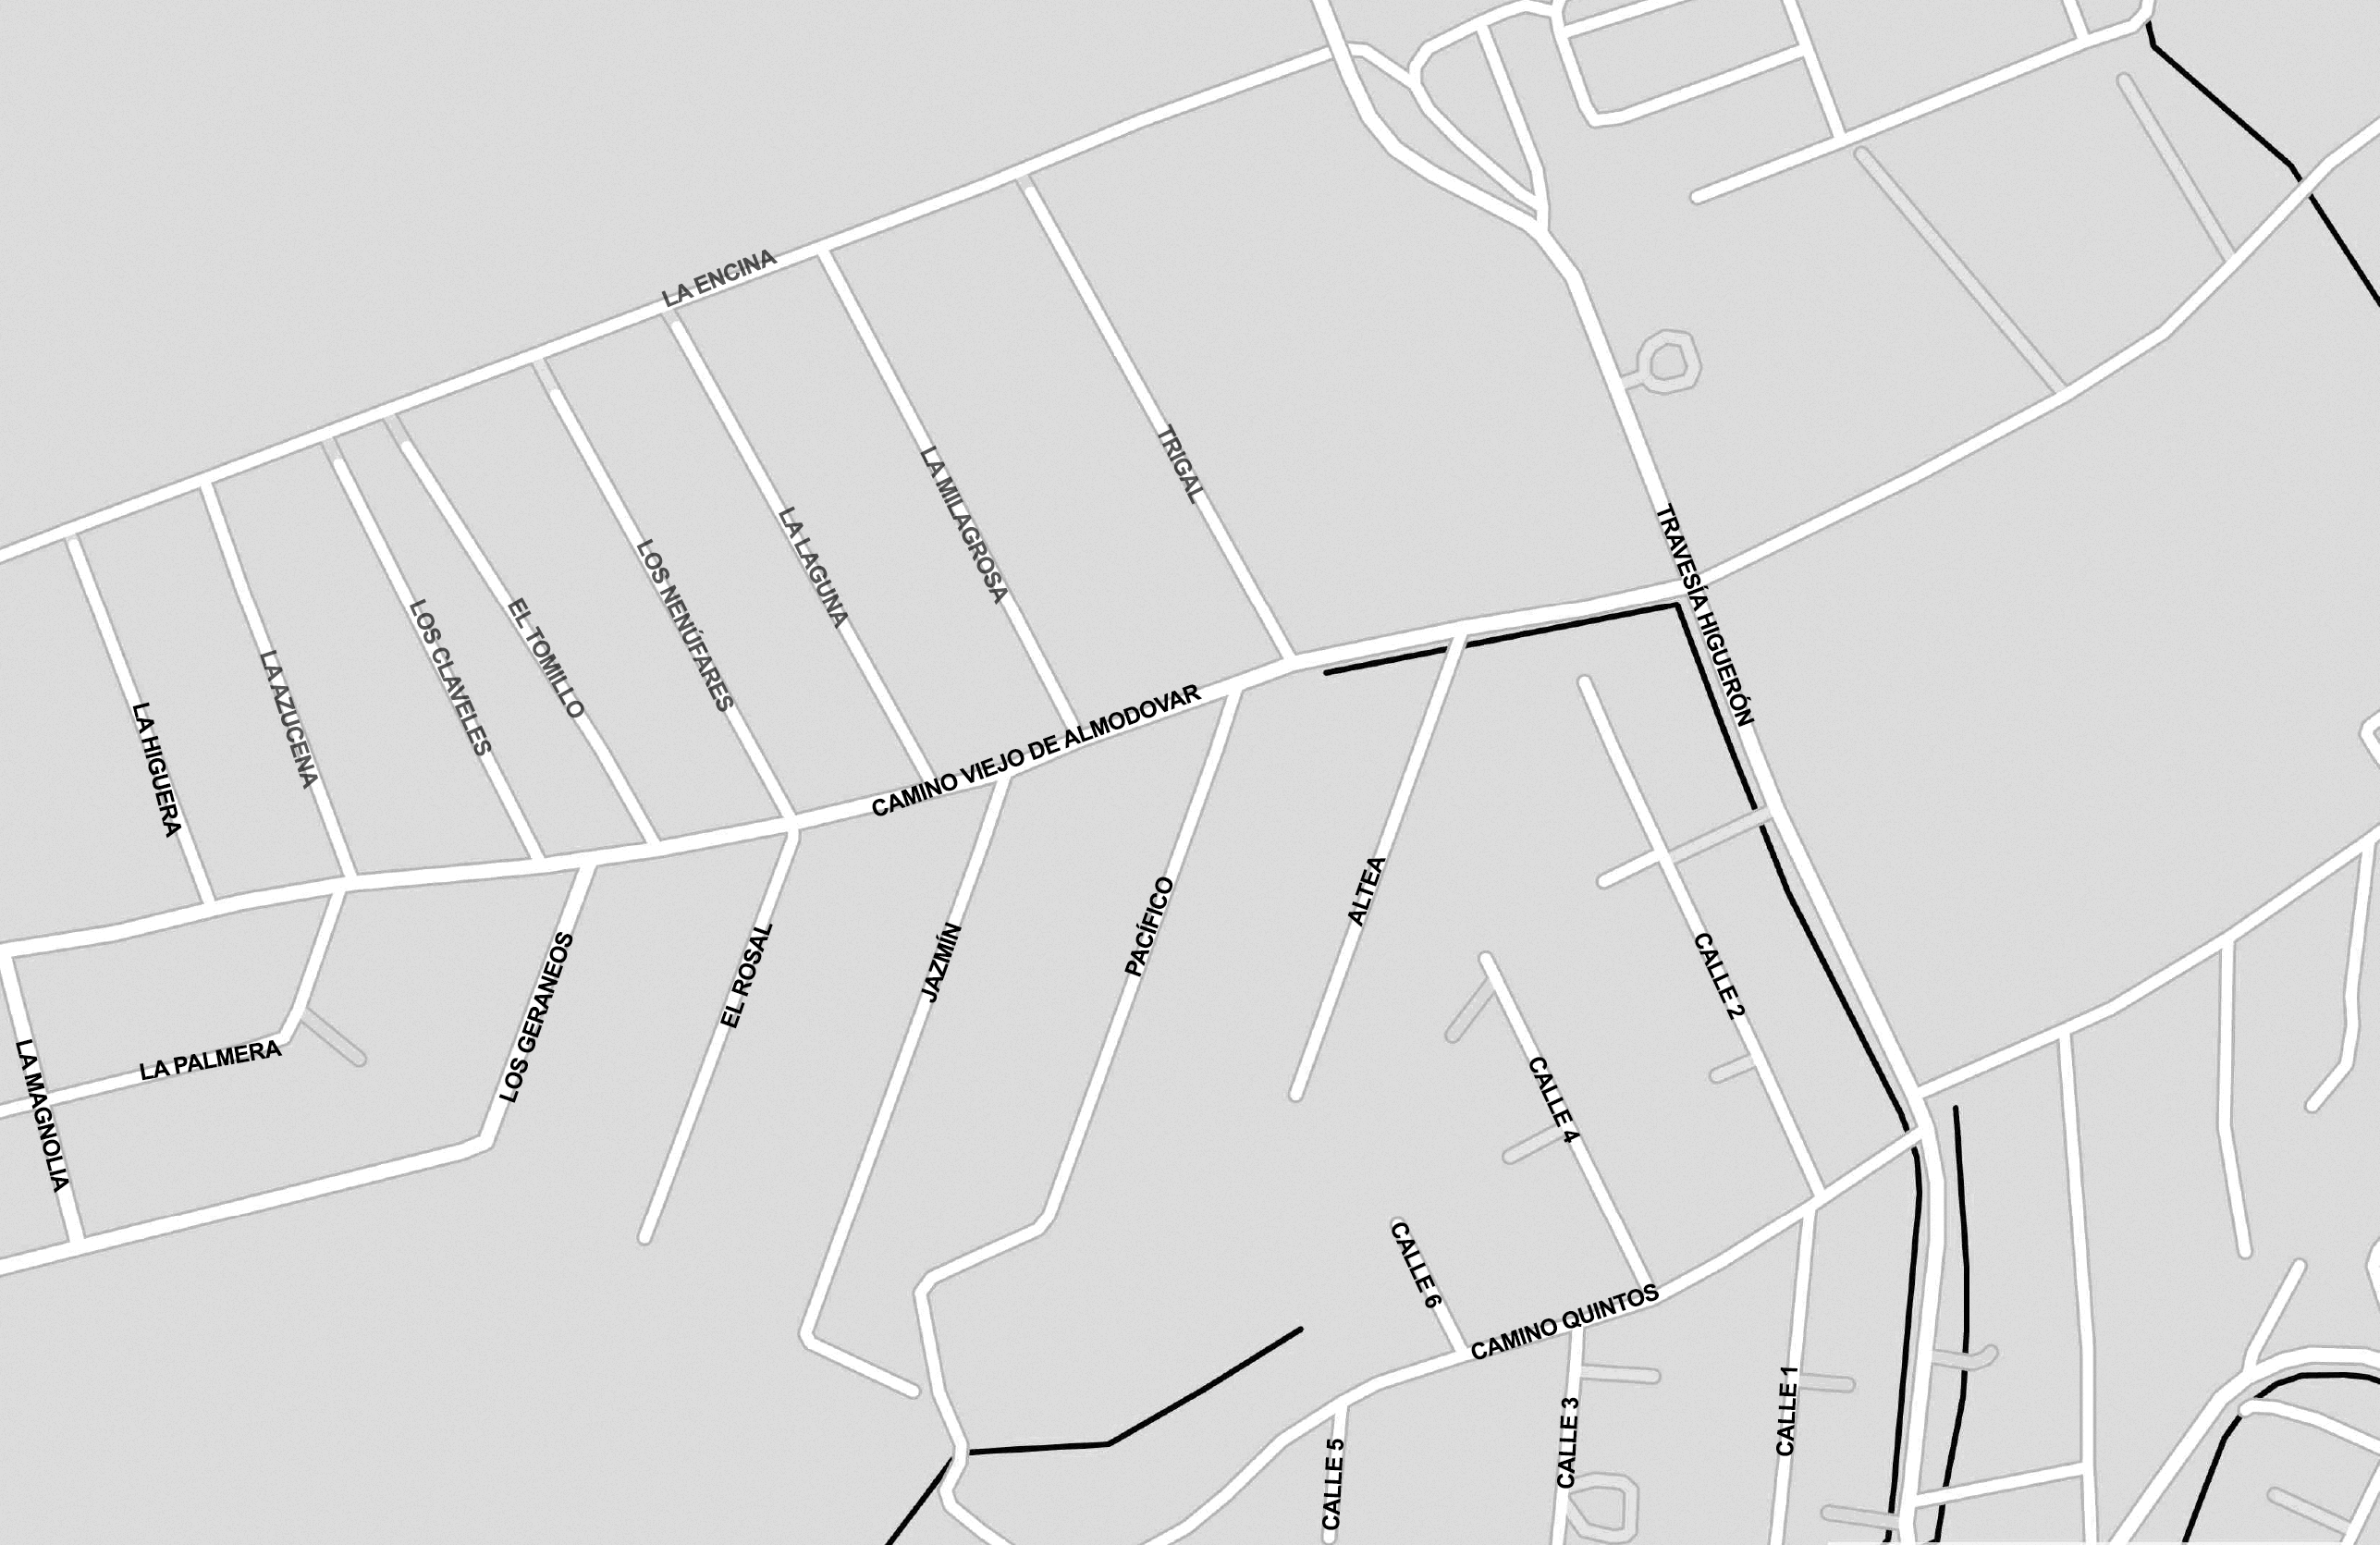 LA ENCINA
TRIGAL
LA MILAGROSA
LA LAGUNA
LOS NENÚFARES
EL TOMILLO
LOS CLAVELES
LA AZUCENA
LA HIGUERA
TRAVESÍA HIGUERÓN
CAMINO VIEJO DE ALMODOVAR
LA MAGNOLIA
LA PALMERA
LOS GERANEOS
EL ROSAL
JAZMÍN
PACÍFICO
ALTEA
CALLE 2
CALLE 4
CALLE 6
CAMINO QUINTOS
CALLE 5
CALLE 3
CALLE 1